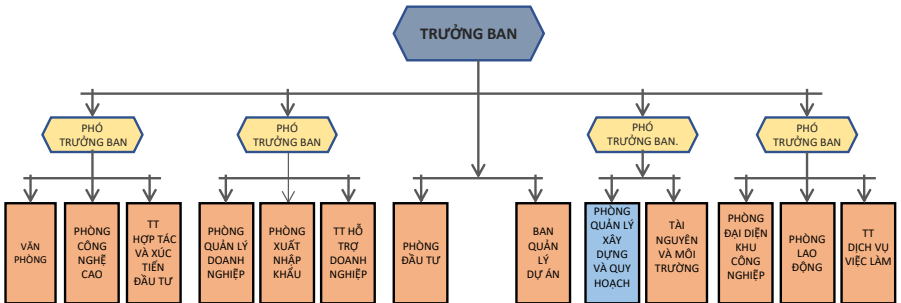 TRƯỞNG BAN
PHÓ
TRƯỞNG BAN
PHÓ
TRƯỞNG BAN
PHÓ
TRƯỞNG BAN.
PHÓ
TRƯỞNG BAN
VĂN
PHÒNG
PHÒNG
CÔNG
NGHỆ
CAO
TT
HỢP TÁC
VÀ XÚC
TIẾN
ĐẦU TƯ
PHÒNG
QUẢN LÝ
DOANH
NGHIỆP
PHÒNG
XUẤT
NHẬP
KHẨU
TT HỖ
TRỢ
DOANH
NGHIỆP
PHÒNG
ĐẦU TƯ
BAN
QUẢN
LÝ
DỰ ÁN
PHÒNG
QUẢN LÝ
XÂY
DỰNG
VÀ QUY
HOẠCH
TÀI
NGUYÊN
VÀ MÔI
TRƯỜNG
PHÒNG
ĐẠI DIỆN
KHU
CÔNG
NGHIỆP
PHÒNG
LAO
ĐỘNG
TT
DỊCH VỤ
VIỆC LÀM